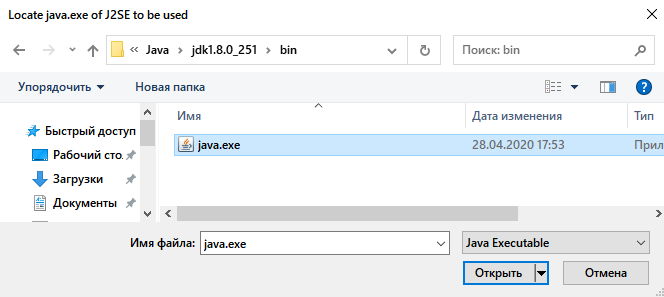 Locate java.exe of J2SE to be used
« Java › jdk1.8.0_251 › bin
Поиск: bin
Упорядочить
Новая папка
Имя
Дата изменения
Тип
Быстрый доступ
Рабочий сто.
Загрузки
Документы
java.exe
28.04.2020 17:53
Прил
Имя файла:
java.exe
Java Executable
Открыть
Отмена